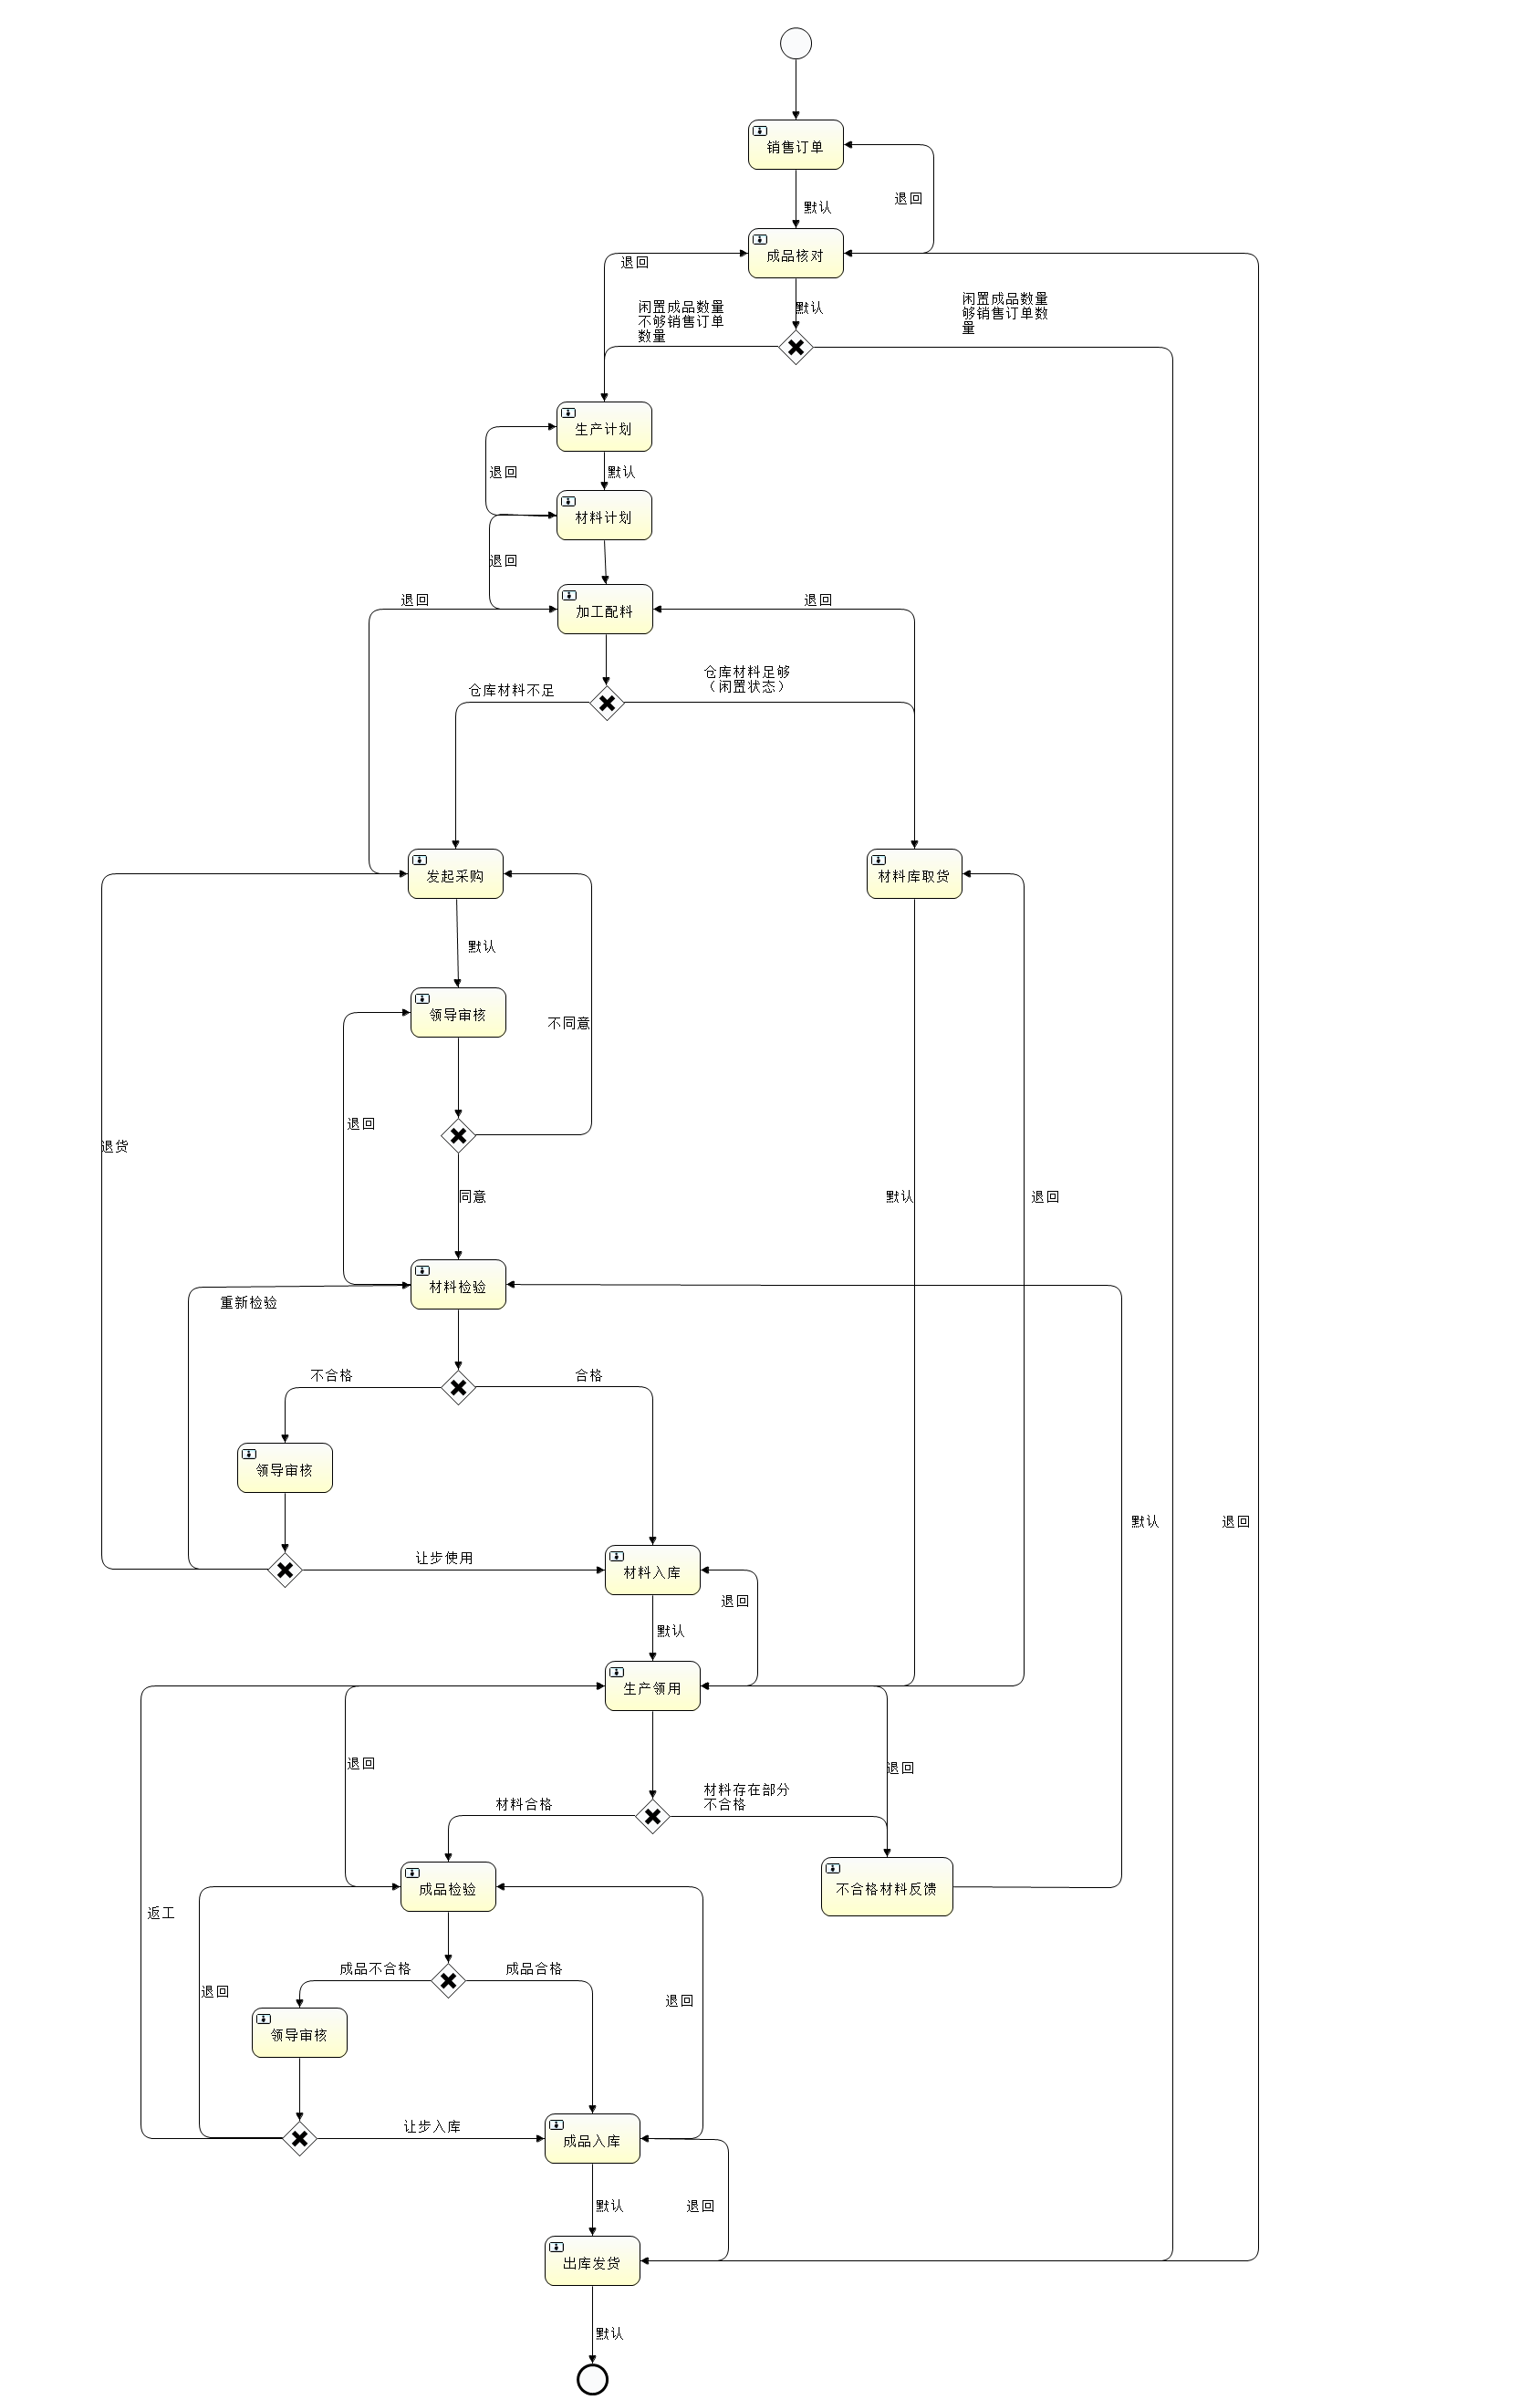 销售订单
退回
默认
成品核对
退回
闲置成品数量
不够销售订单
数量
默认
闲置成品数量
够销售订单数
量
生产计划
退回
默认
材料计划
退回
退回
加工配料
退回
仓库材料不足
仓库材料足够
（闲置状态）
发起采购
材料库取货
默认
领导审核
不同意
退回
退货
同意
默认
退回
材料检验
重新检验
不合格
合格
领导审核
默认
退回
让步使用
材料入库
退回
默认
生产领用
退回
退回
材料合格
材料存在部分
不合格
成品检验
不合格材料反馈
返工
成品不合格
成品合格
退回
退回
领导审核
让步入库
成品入库
默认
退回
出库发货
默认